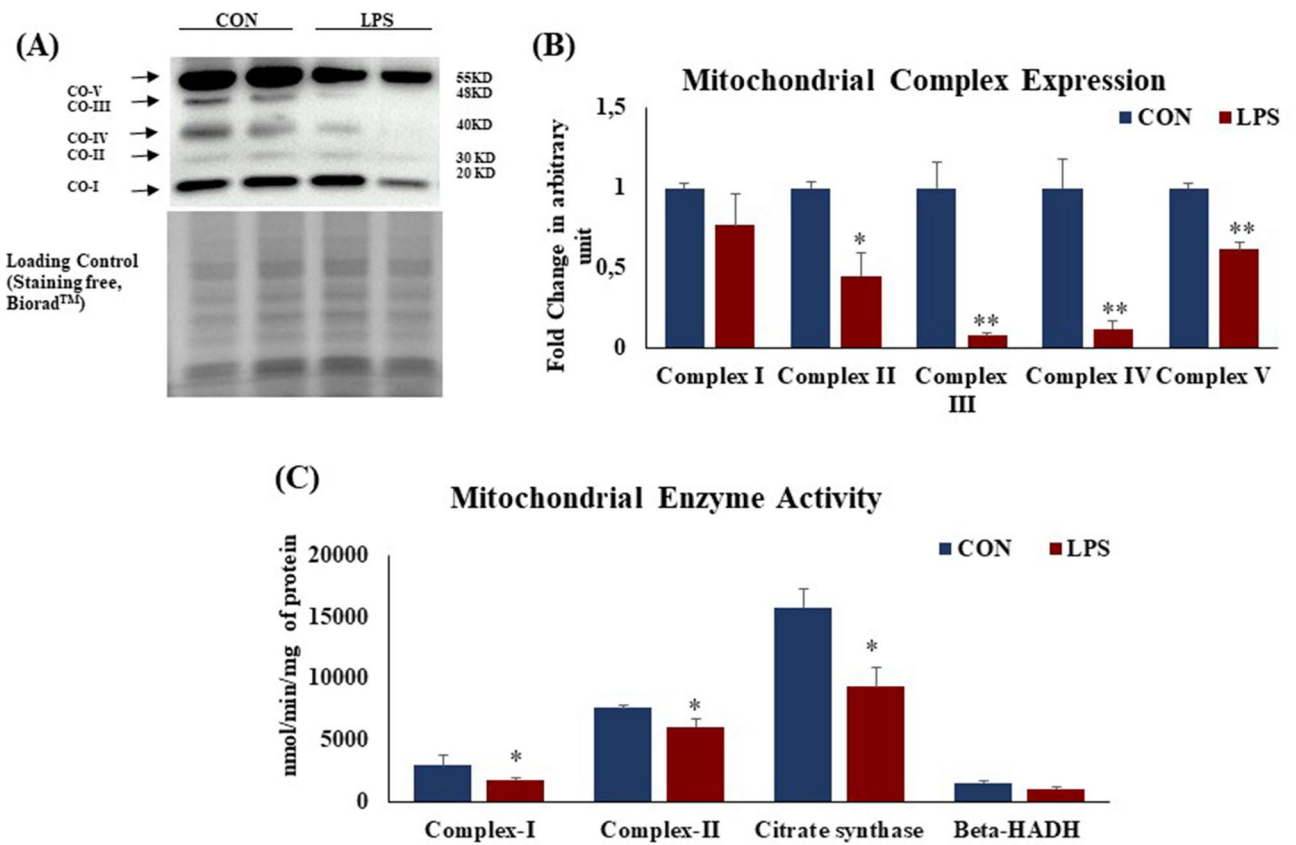 (A)
CON LPS
CO-V
CO-III
CO-IV
CO-II
CO-I
55KD
48KD
40KD
30 KD
20 KD
Loading Control
(Staining free,
Biorad™)
(B)
Mitochondrial Complex Expression
CON LPS
Fold Change in arbitrary
unit
1,5
1
0,5
0
*
**
**
**
Complex I Complex II Complex Complex IV Complex V
III
(C)
Mitochondrial Enzyme Activity
CON LPS
nmol/min/mg of protein
20000
15000
10000
5000
0
*
*
*
Complex-I Complex-II Citrate synthase Beta-HADH